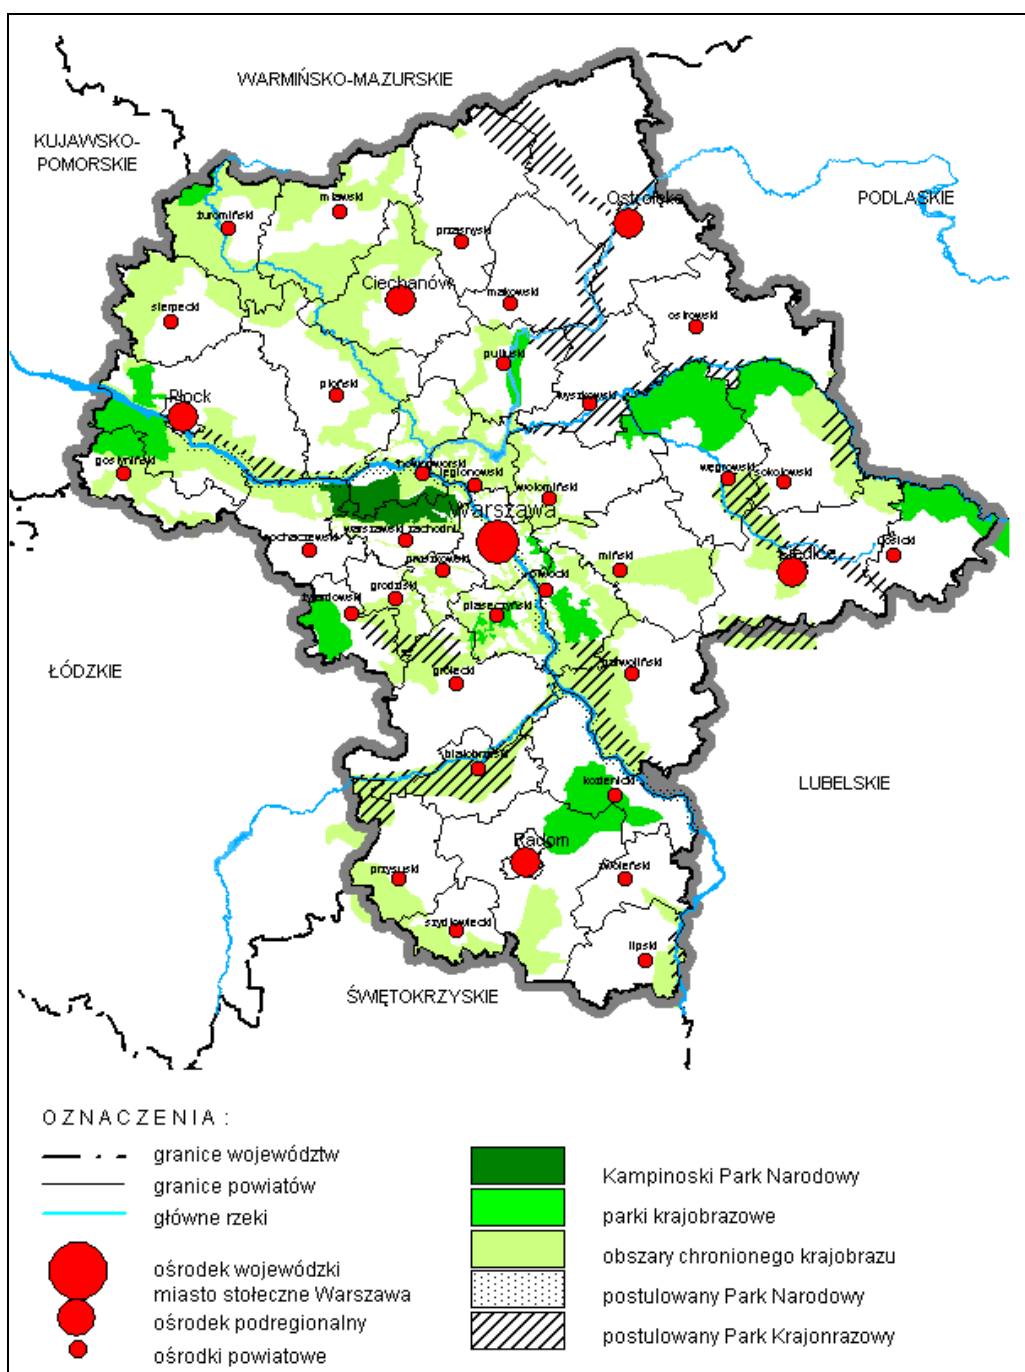 WARMIŃSKO-MAZURSKIE
KUJAWSKO-
POMORSKIE
PODLASKIE
mławski
żuromiński
Ostrołęka
przasnyski
Ciechanów
makowski
sierpecki
ostrowski
pułtuski
płoński
Płock
wyszkowski
gostyniński
nowodworski
legionowski
węgrowski
sokołowski
wołomiński
Warszawa
warszawski zachodni
sochaczewski
pruszkowski
miński
Siedlce
łosicki
grodziski
otwocki
żyrardowski
piaseczyński
ŁÓDZKIE
grójecki
garwoliński
białobrzeski
kozienicki
LUBELSKIE
Radom
przysuski
zwoleński
szydłowiecki
lipski
ŚWIĘTOKRZYSKIE
OZNACZENIA :
granice województw
granice powiatów
główne rzeki
ośrodek wojewódzki
miasto stołeczne Warszawa
ośrodek podregionalny
ośrodki powiatowe
Kampinoski Park Narodowy
parki krajobrazowe
obszary chronionego krajobrazu
postulowany Park Narodowy
postulowany Park Krajonrazowy